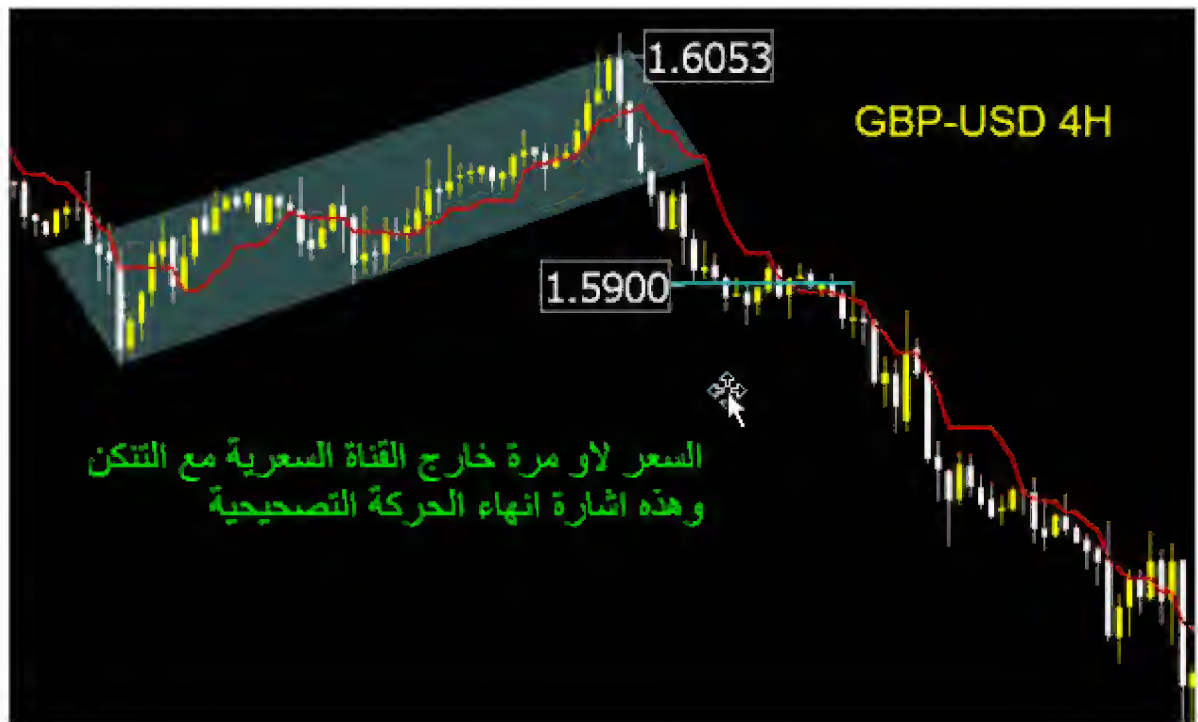 1.6053
GBP-USD 4H
1.5900
السعر لاو مرة خارج القناة السعرية مع التنكن
وهذه اشارة انهاء الحركة التصحيحية